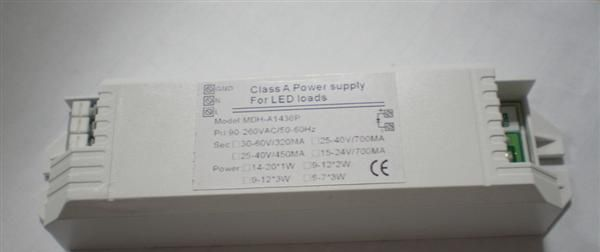 GND
N
L
Class A Power supply
For LED loads
Model:MDH-A1436P
Pri:90-260VAC/50-60Hz
Sec:□30-60V/320MA □25-40V/700MA
□25-40V/450MA □15-24V/700MA
Power:□14-20*1W □9-12*2W
□9-12*3W □6-7*3W
CE